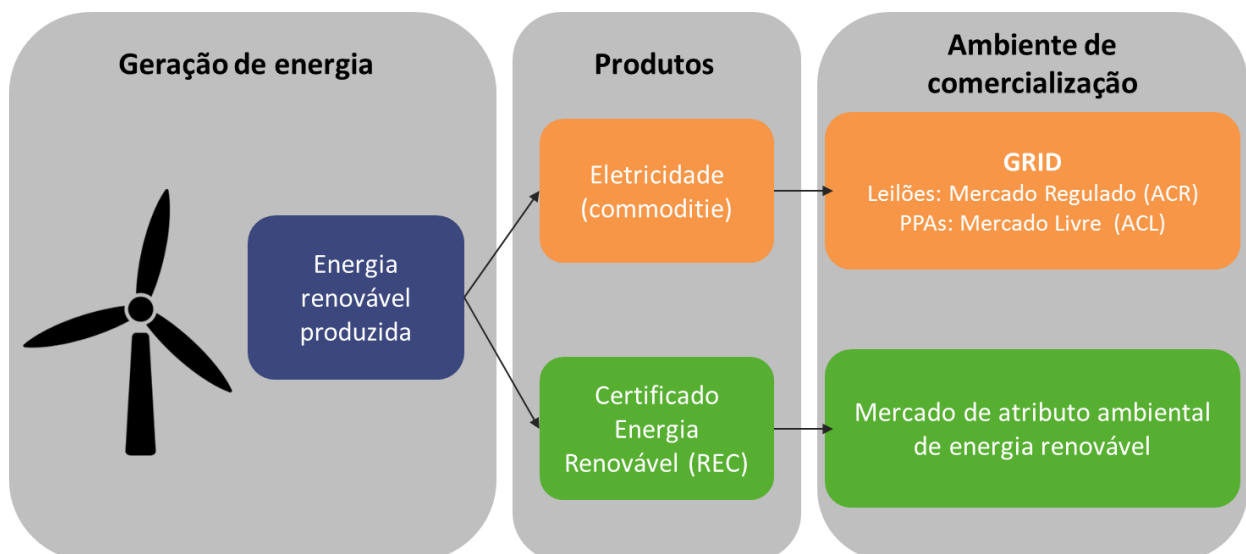 Geração de energia
Energia
renovável
produzida
Produtos
Eletricidade
(commoditie)
Certificado
Energia
Renovável (REC)
Ambiente de
comercialização
GRID
Leilões: Mercado Regulado (ACR)
PPAs: Mercado Livre (ACL)
Mercado de atributo ambiental
de energia renovável